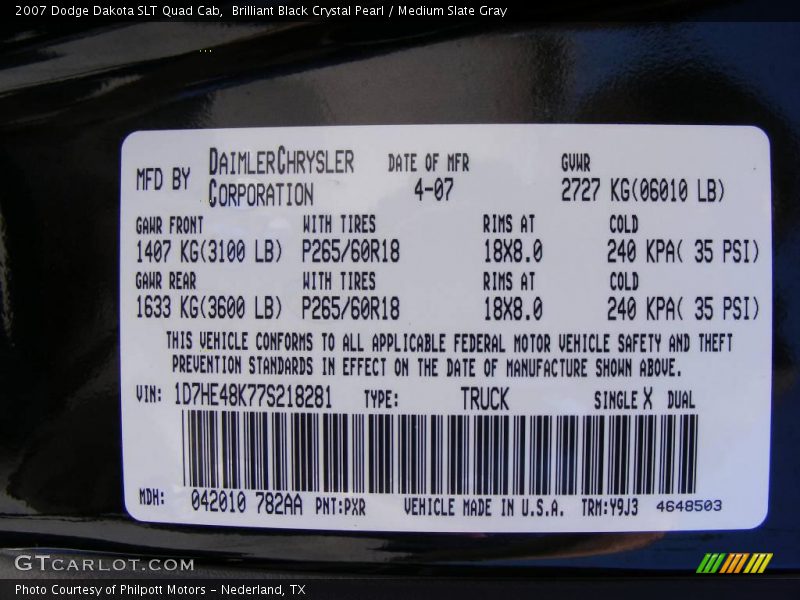 2007 Dodge Dakota SLT Quad Cab,  Brilliant Black Crystal Pearl / Medium Slate Gray
MFD BY DAIMLERCHRYSLER CORPORATION DATE OF MFR 4-07 GVWR 2727 KG(06010 LB)
GAWR FRONT WITH TIRES RIMS AT COLD
1407 KG(3100 LB) P265/60R18 18X8.0 240 KPA( 35 PSI)
GAWR REAR WITH TIRES RIMS AT COLD
1633 KG(3600 LB) P265/60R18 18X8.0 240 KPA( 35 PSI)
THIS VEHICLE CONFORMS TO ALL APPLICABLE FEDERAL MOTOR VEHICLE SAFETY AND THEFT
PREVENTION STANDARDS IN EFFECT ON THE DATE OF MANUFACTURE SHOWN ABOVE.
VIN: 1D7HE48K77S218281 TYPE: TRUCK SINGLE X DUAL
MDH: 042010 782AA PNT:PXR VEHICLE MADE IN U.S.A. TRM:Y9J3 4648503
GTCARLOT.COM
Photo Courtesy of Philpott Motors - Nederland, TX